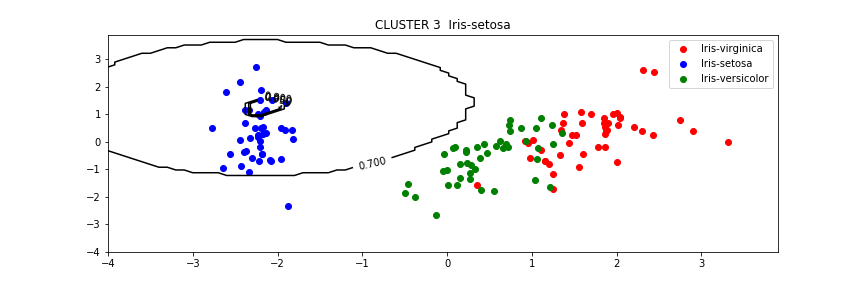 CLUSTER 3 Iris-setosa
Iris-virginica
Iris-setosa
Iris-versicolor
3
2
1
0
−1
−2
−3
−4
0.700
−4 −3 −2 −1 0 1 2 3